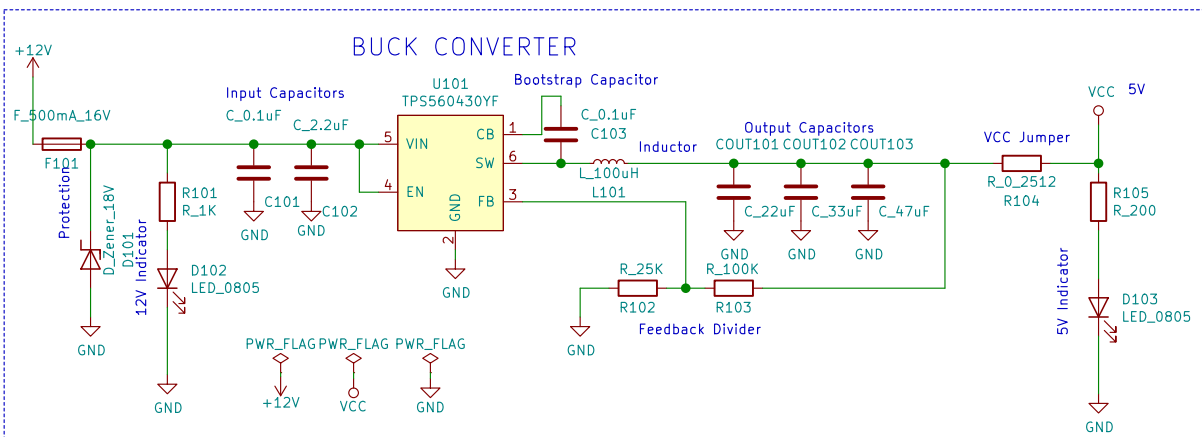 BUCK CONVERTER
+12V
F_500mA_16V
F101
Protection
D_Zener_18V
D101
12V Indicator
R101
R_1K
D102
LED_0805
GND
GND
Input Capacitors
C_0.1uF
C_2.2uF
C101
C102
GND
GND
U101
TPS560430YF
5
VIN
4
EN
GND
2
GND
CB
1
SW
6
FB
3
Bootstrap Capacitor
C_0.1uF
C103
Inductor
L_100uH
L101
Output Capacitors
COUT101
COUT102
COUT103
C_22uF
C_33uF
C_47uF
GND
GND
GND
R_25K
R102
R_100K
R103
Feedback Divider
GND
VCC Jumper
R_0_2512
R104
VCC
5V
R105
R_200
5V Indicator
D103
LED_0805
GND
PWR_FLAG
PWR_FLAG
PWR_FLAG
+12V
VCC
GND